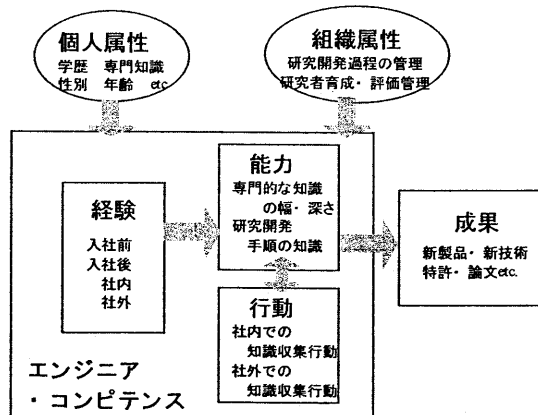 個人属性
学歴 専門知識
性別 年齢 etc
組織属性
研究開発過程の管理
研究者育成・評価管理
経験
入社前
入社後
社内
社外
能力
専門的な知識
の幅・深さ
研究開発
手順の知識
行動
社内での
知識収集行動
社外での
知識収集行動
成果
新製品・新技術
特許・論文etc.
エンジニア
・コンピテンス